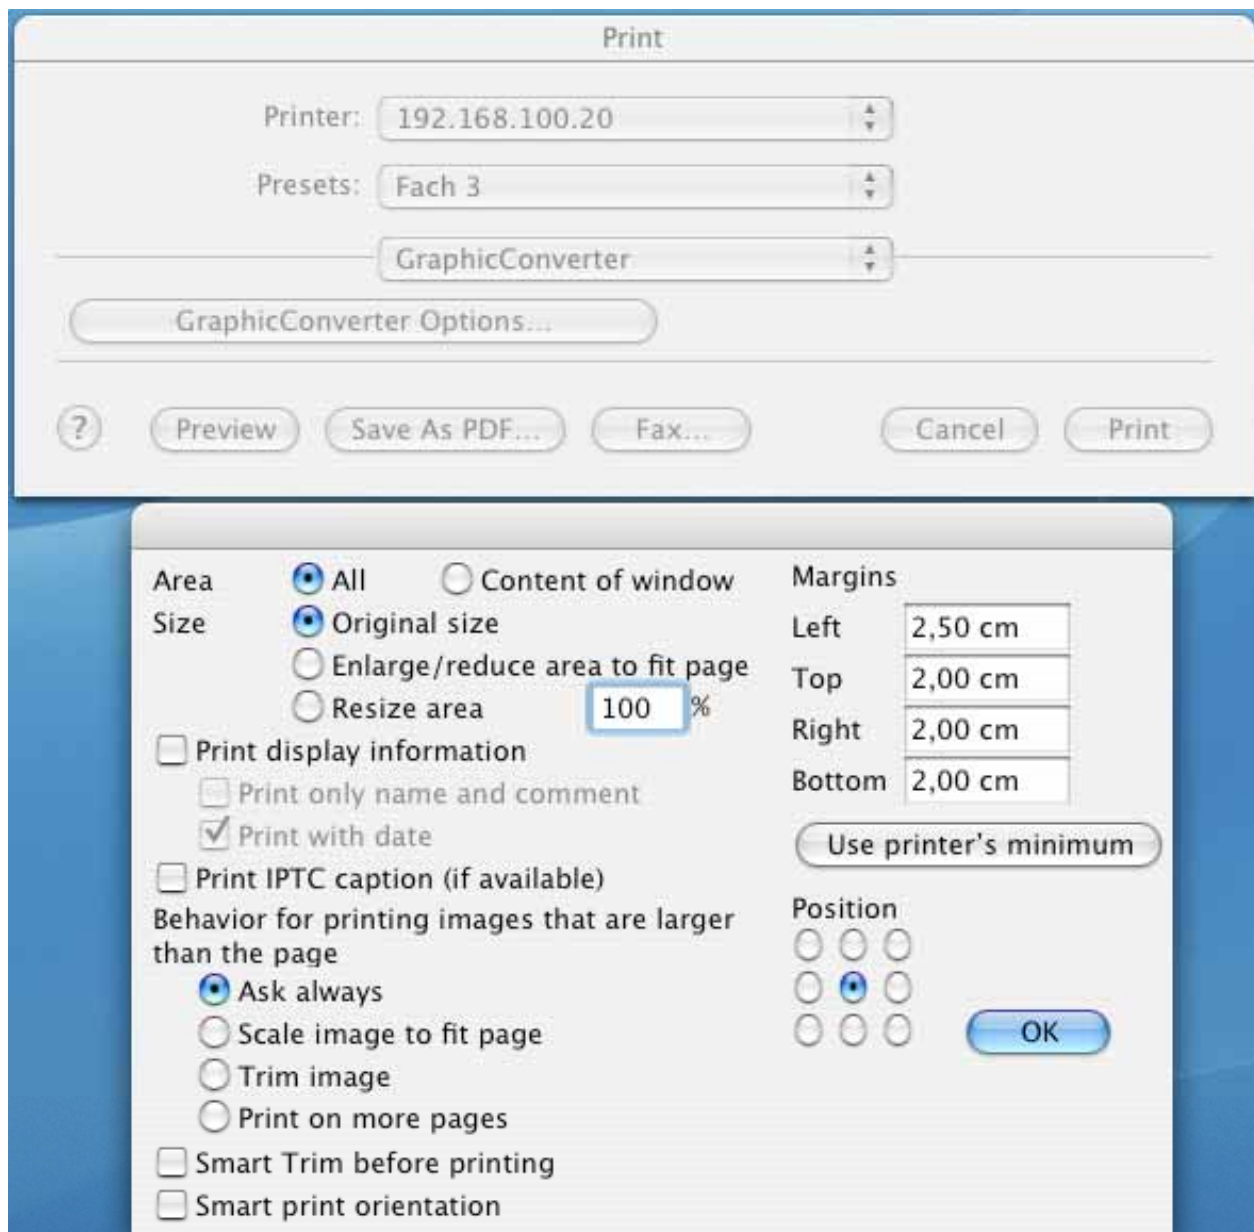 Print
Printer: 192.168.100.20
Presets: Fach 3
GraphicConverter
GraphicConverter Options...
? Preview Save As PDF... Fax... Cancel Print
Area All Content of window
Size Original size
Enlarge/reduce area to fit page
Resize area 100 %
Print display information
Print only name and comment
Print with date
Print IPTC caption (if available)
Behavior for printing images that are larger
than the page
Ask always
Scale image to fit page
Trim image
Print on more pages
Smart Trim before printing
Smart print orientation
Margins
Left 2,50 cm
Top 2,00 cm
Right 2,00 cm
Bottom 2,00 cm
Use printer's minimum
Position
OK